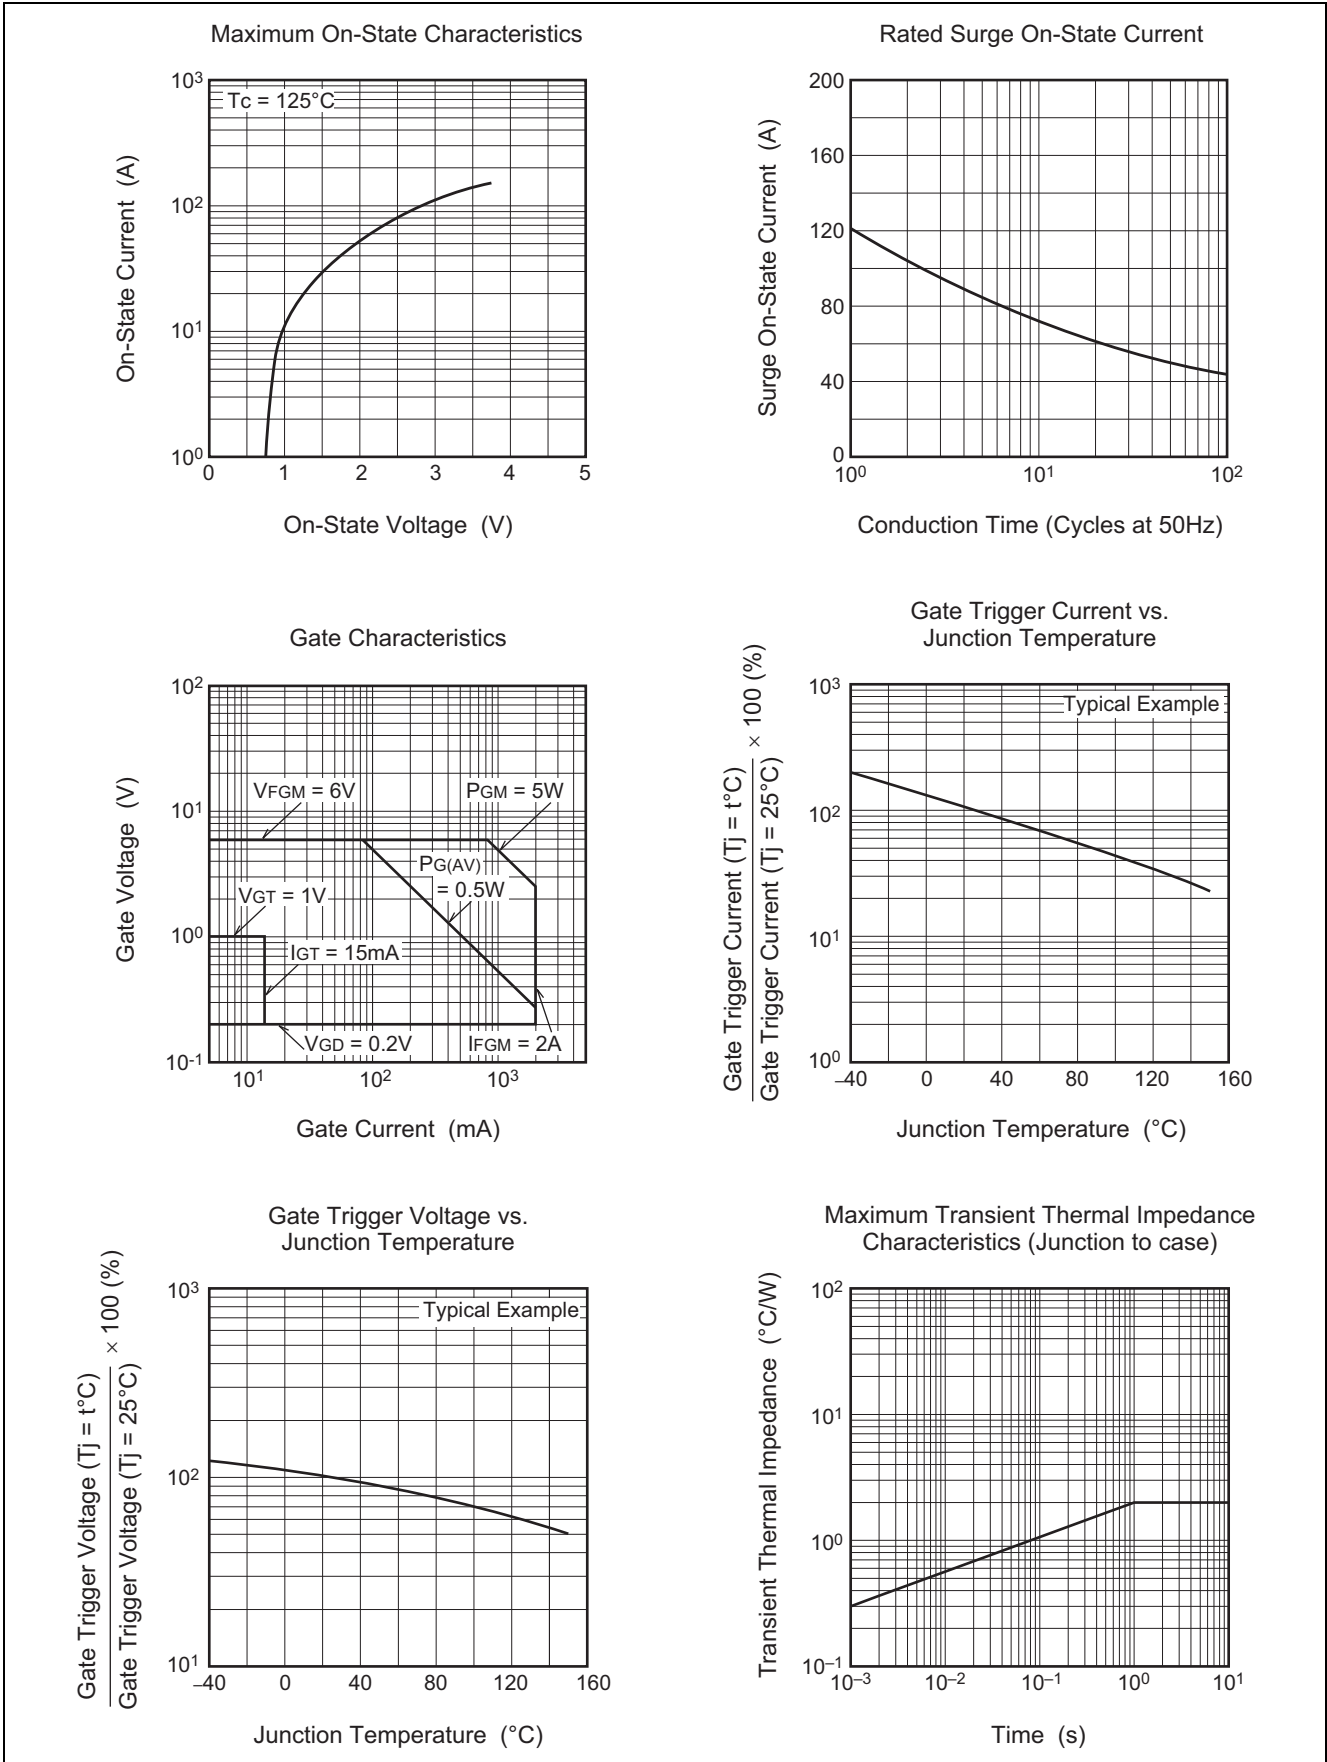 Maximum On-State Characteristics
10³
Tc = 125°C
10²
10¹
10⁰
0 1 2 3 4 5
On-State Current (A)
On-State Voltage (V)
Rated Surge On-State Current
200
160
120
80
40
0
10⁰ 10¹ 10²
Surge On-State Current (A)
Conduction Time (Cycles at 50Hz)
Gate Characteristics
10²
10¹
10⁰
10-1
10¹ 10² 10³
VFGM = 6V
PGM = 5W
PG(AV)
= 0.5W
VGT = 1V
IGT = 15mA
VGD = 0.2V
IFGM = 2A
Gate Voltage (V)
Gate Current (mA)
Gate Trigger Current vs.
Junction Temperature
10³
Typical Example
10²
10¹
10⁰
–40 0 40 80 120 160
Gate Trigger Current (Tj = t°C)
Gate Trigger Current (Tj = 25°C)
× 100 (%)
Junction Temperature (°C)
Gate Trigger Voltage vs.
Junction Temperature
10³
Typical Example
10²
10¹
–40 0 40 80 120 160
Gate Trigger Voltage (Tj = t°C)
Gate Trigger Voltage (Tj = 25°C)
× 100 (%)
Junction Temperature (°C)
Maximum Transient Thermal Impedance
Characteristics (Junction to case)
10²
10¹
10⁰
10–1
10–3 10–2 10–1 10⁰ 10¹
Transient Thermal Impedance (°C/W)
Time (s)